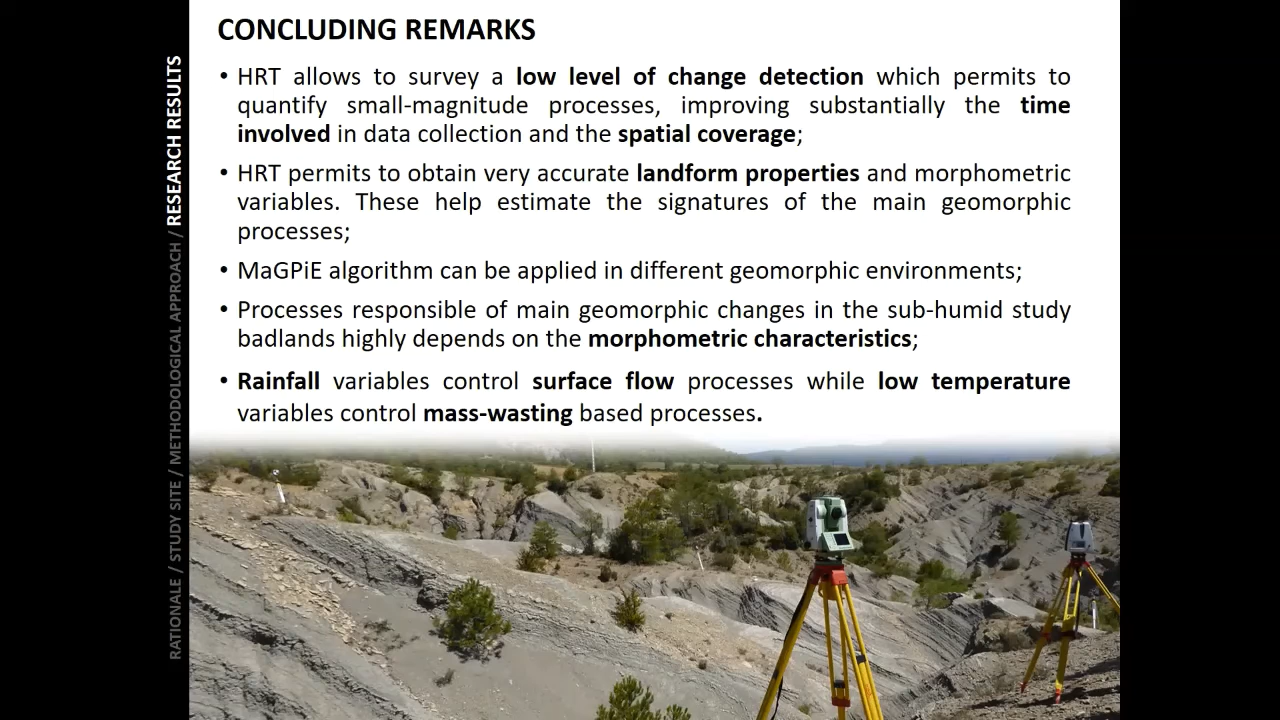 CONCLUDING REMARKS
• HRT allows to survey a low level of change detection which permits to
quantify small-magnitude processes, improving substantially the time
involved in data collection and the spatial coverage;
• HRT permits to obtain very accurate landform properties and morphometric
variables. These help estimate the signatures of the main geomorphic
processes;
• MaGPiE algorithm can be applied in different geomorphic environments;
• Processes responsible of main geomorphic changes in the sub-humid study
badlands highly depends on the morphometric characteristics;
• Rainfall variables control surface flow processes while low temperature
variables control mass-wasting based processes.
RATIONALE / STUDY SITE / METHODOLOGICAL APPROACH / RESEARCH RESULTS